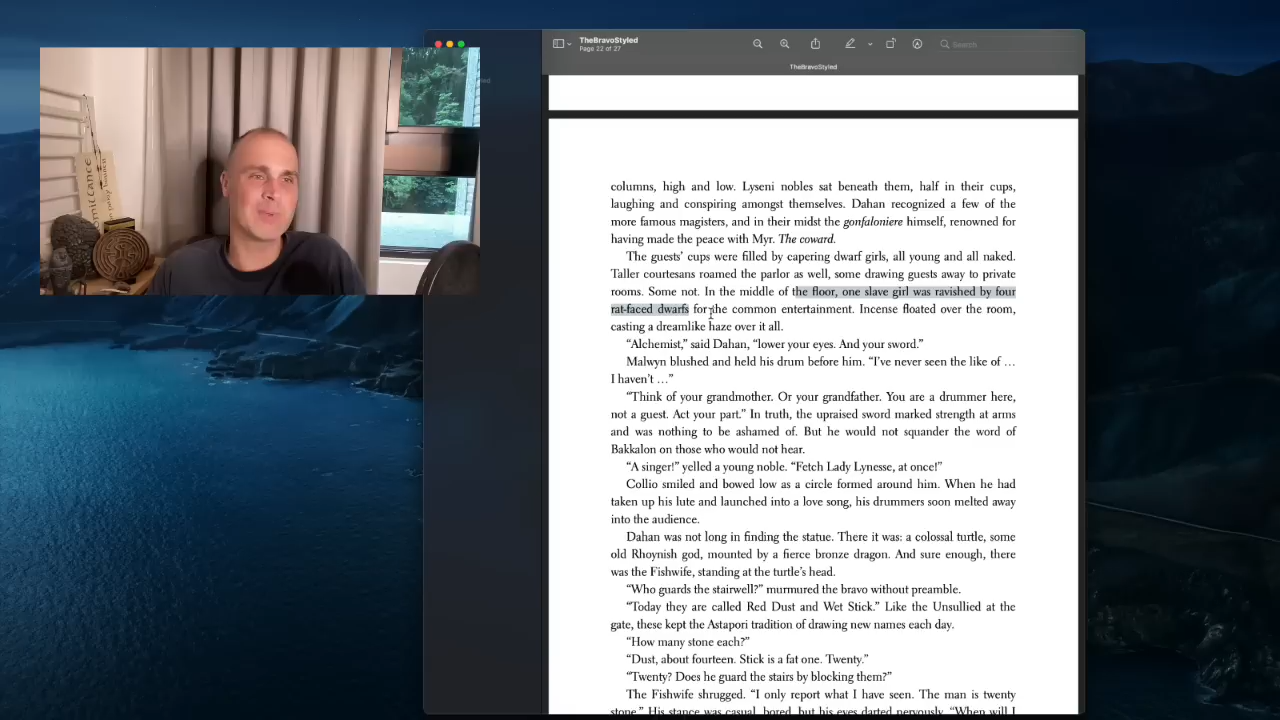 TheBravoStyled
Page 22 of 27
Search
TheBravoStyled
columns, high and low. Lyseni nobles sat beneath them, half in their cups,
laughing and conspiring amongst themselves. Dahan recognized a few of the
more famous magisters, and in their midst the gonfaloniere himself, renowned for
having made the peace with Myr. The coward.
The guests’ cups were filled by capering dwarf girls, all young and all naked.
Taller courtesans roamed the parlor as well, some drawing guests away to private
rooms. Some not. In the middle of the floor, one slave girl was ravished by four
rat-faced dwarfs for the common entertainment. Incense floated over the room,
casting a dreamlike haze over it all.
“Alchemist,” said Dahan, “lower your eyes. And your sword.”
Malwyn blushed and held his drum before him. “I’ve never seen the like of …
I haven’t …”
“Think of your grandmother. Or your grandfather. You are a drummer here,
not a guest. Act your part.” In truth, the upraised sword marked strength at arms
and was nothing to be ashamed of. But he would not squander the word of
Bakkalon on those who would not hear.
“A singer!” yelled a young noble. “Fetch Lady Lynesse, at once!”
Collio smiled and bowed low as a circle formed around him. When he had
taken up his lute and launched into a love song, his drummers soon melted away
into the audience.
Dahan was not long in finding the statue. There it was: a colossal turtle, some
old Rhoynish god, mounted by a fierce bronze dragon. And sure enough, there
was the Fishwife, standing at the turtle’s head.
“Who guards the stairwell?” murmured the bravo without preamble.
“Today they are called Red Dust and Wet Stick.” Like the Unsullied at the
gate, these kept the Astapori tradition of drawing new names each day.
“How many stone each?”
“Dust, about fourteen. Stick is a fat one. Twenty.”
“Twenty? Does he guard the stairs by blocking them?”
The Fishwife shrugged. “I only report what I have seen. The man is twenty
stone.” His stance was casual, bored, but his eyes darted nervously. “When will I